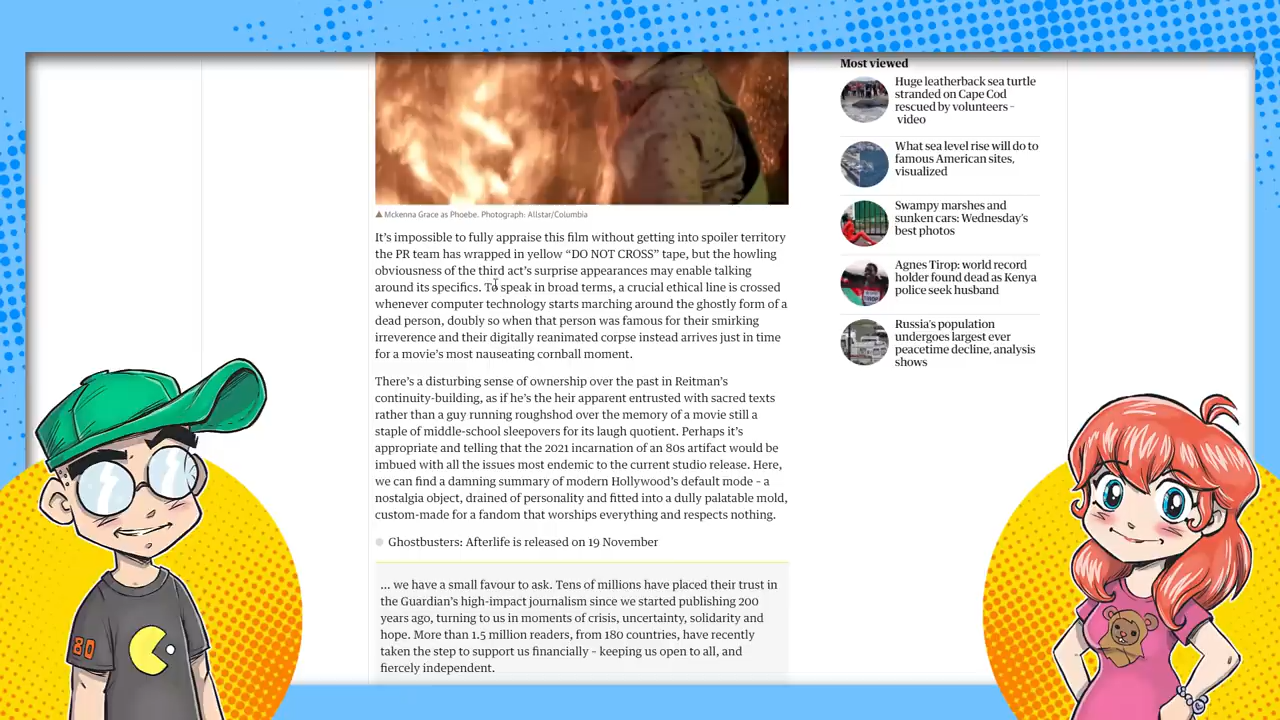 Most viewed
Huge leatherback sea turtle
stranded on Cape Cod
rescued by volunteers –
video
What sea level rise will do to
famous American sites,
visualized
Swampy marshes and
sunken cars: Wednesday's
best photos
Agnes Tirop: world record
holder found dead as Kenya
police seek husband
Russia's population
undergoes largest ever
peacetime decline, analysis
shows
Mckenna Grace as Phoebe. Photograph: Allstar/Columbia
It's impossible to fully appraise this film without getting into spoiler territory
the PR team has wrapped in yellow “DO NOT CROSS” tape, but the howling
obviousness of the third act's surprise appearances may enable talking
around its specifics. To speak in broad terms, a crucial ethical line is crossed
whenever computer technology starts marching around the ghostly form of a
dead person, doubly so when that person was famous for their smirking
irreverence and their digitally reanimated corpse instead arrives just in time
for a movie's most nauseating cornball moment.
There's a disturbing sense of ownership over the past in Reitman's
continuity-building, as if he's the heir apparent entrusted with sacred texts
rather than a guy running roughshod over the memory of a movie still a
staple of middle-school sleepovers for its laugh quotient. Perhaps it's
appropriate and telling that the 2021 incarnation of an 80s artifact would be
imbued with all the issues most endemic to the current studio release. Here,
we can find a damning summary of modern Hollywood's default mode – a
nostalgia object, drained of personality and fitted into a dully palatable mold,
custom-made for a fandom that worships everything and respects nothing.
Ghostbusters: Afterlife is released on 19 November
... we have a small favour to ask. Tens of millions have placed their trust in
the Guardian's high-impact journalism since we started publishing 200
years ago, turning to us in moments of crisis, uncertainty, solidarity and
hope. More than 1.5 million readers, from 180 countries, have recently
taken the step to support us financially – keeping us open to all, and
fiercely independent.
80